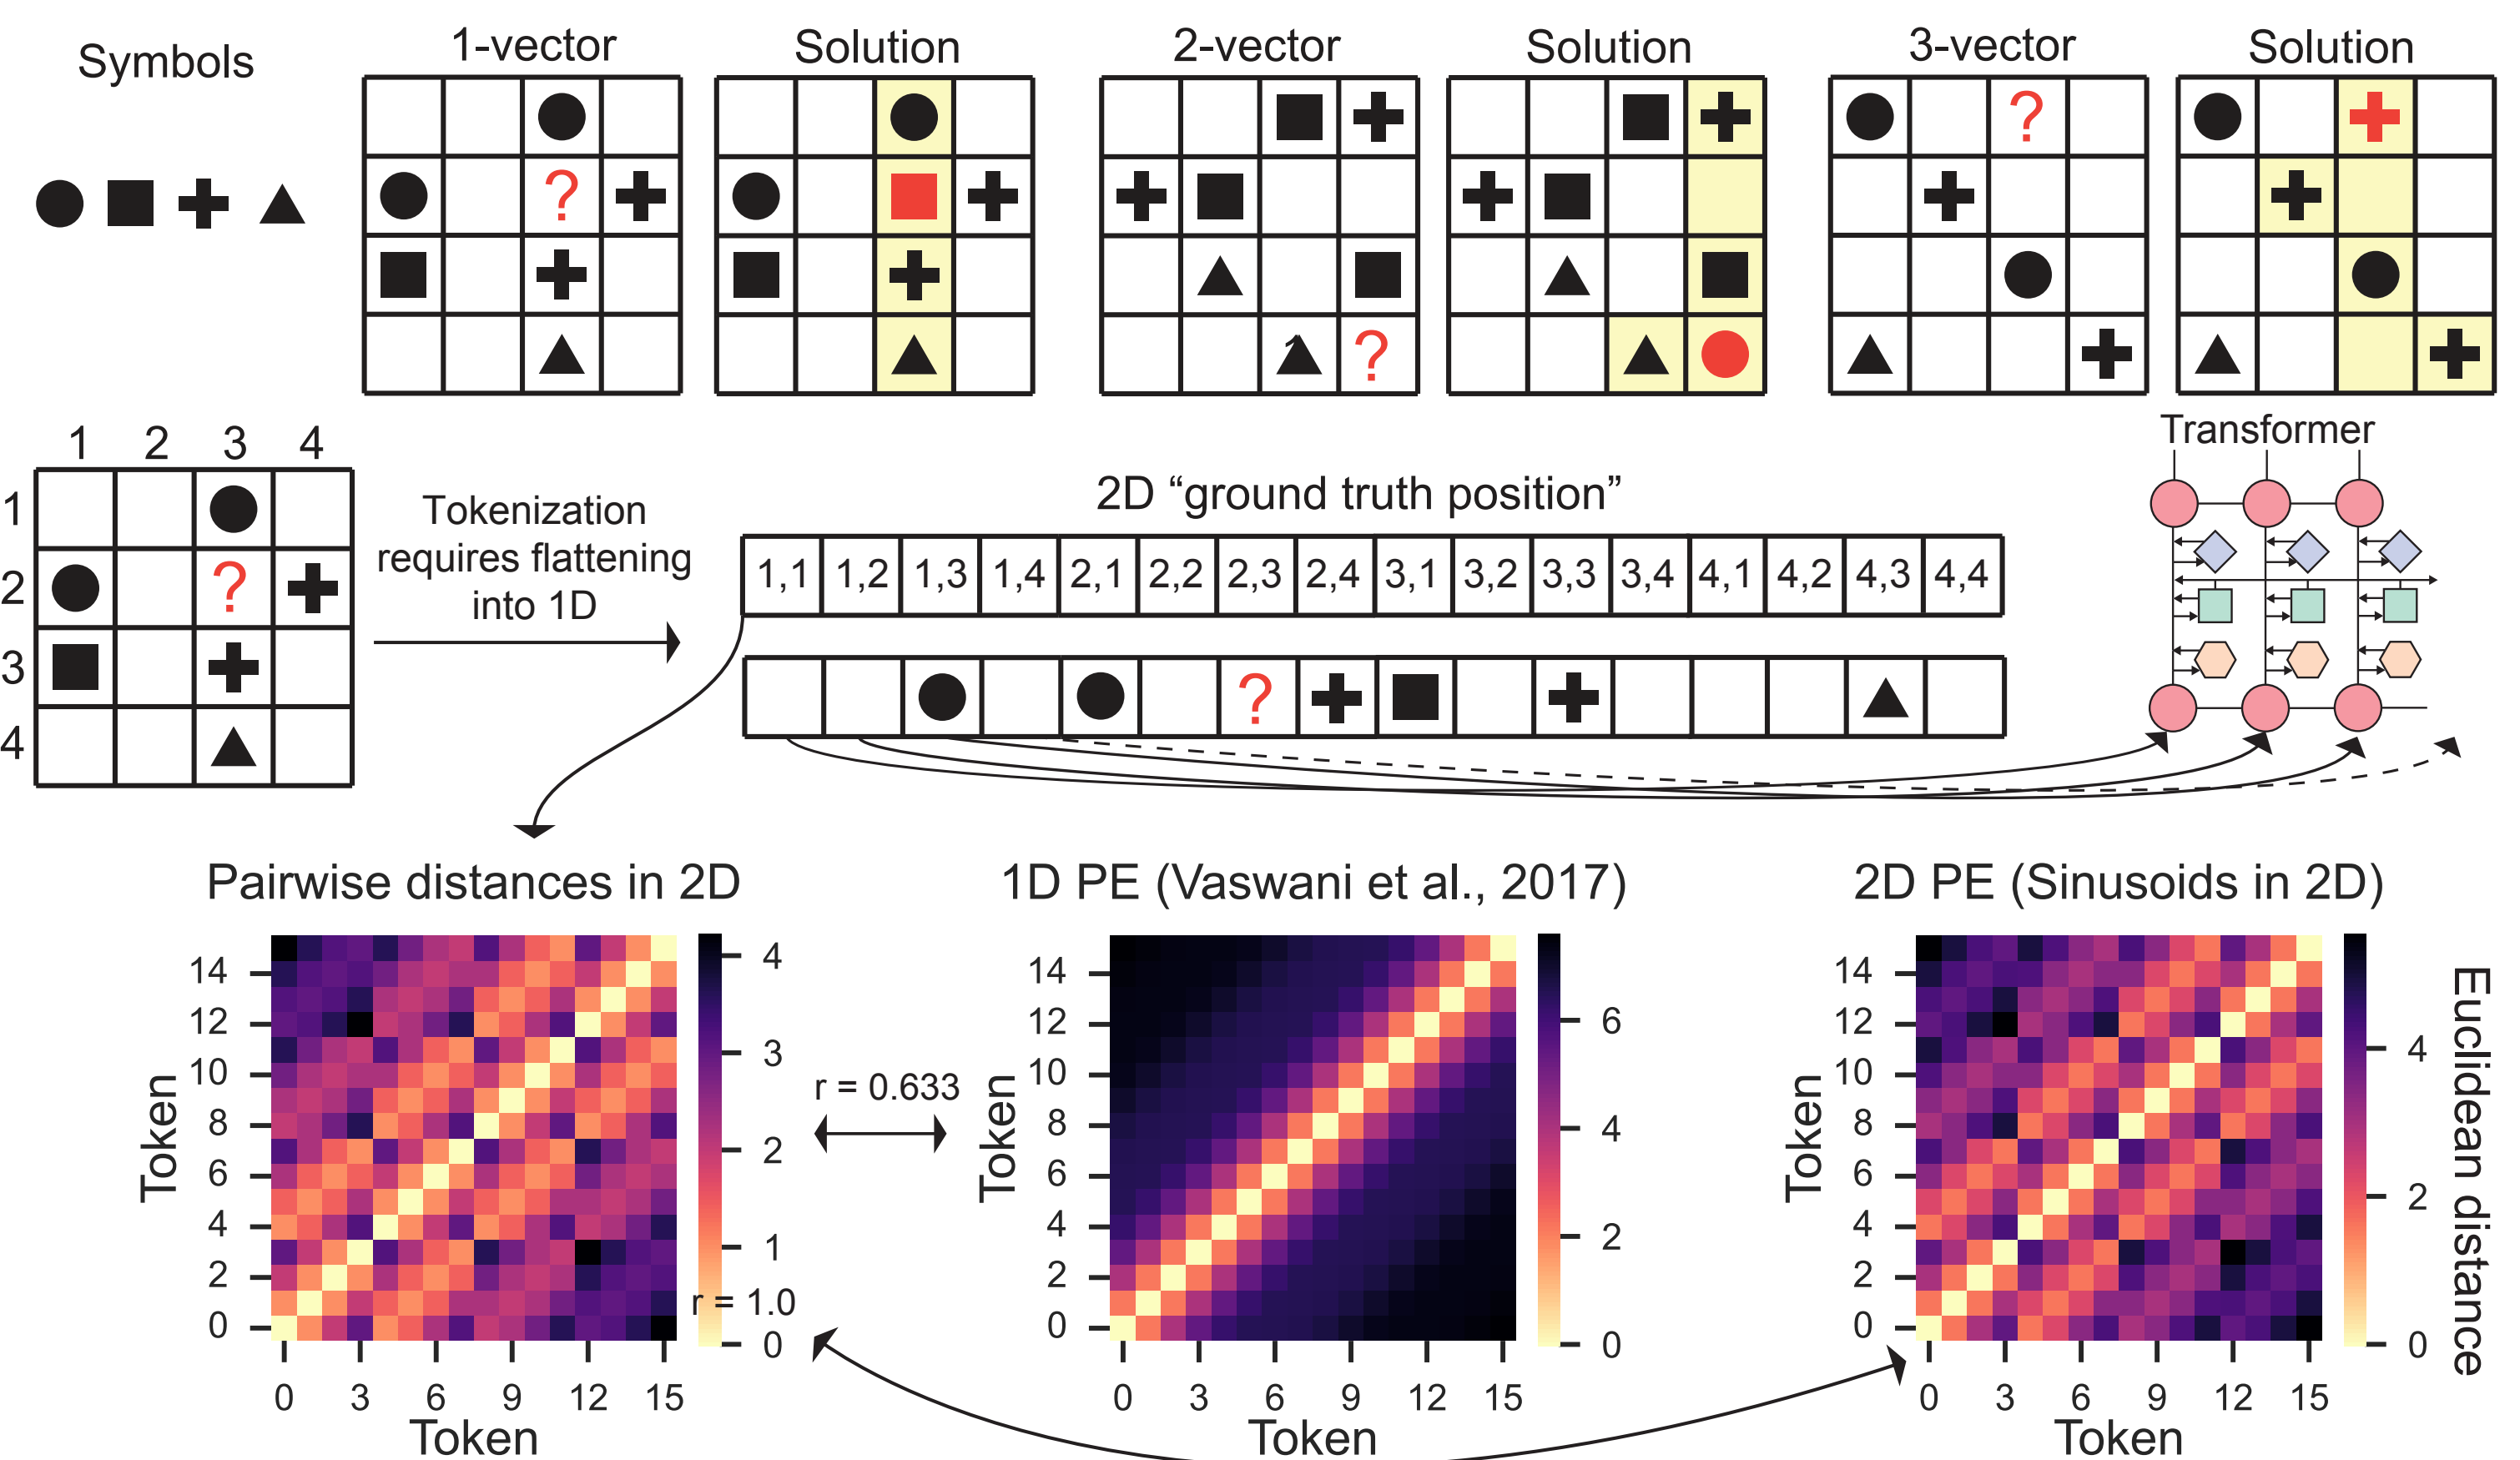 Symbols
1-vector
Solution
2-vector
Solution
3-vector
Solution
?
?
?
1 2 3 4
1
2
3
4
?
Tokenization
requires flattening
into 1D
2D “ground truth position”
1,1 1,2 1,3 1,4 2,1 2,2 2,3 2,4 3,1 3,2 3,3 3,4 4,1 4,2 4,3 4,4
?
Transformer
Pairwise distances in 2D
Token
14
12
10
8
6
4
2
0
0 3 6 9 12 15
Token
4
3
2
1
0
r = 1.0
r = 0.633
1D PE (Vaswani et al., 2017)
Token
14
12
10
8
6
4
2
0
0 3 6 9 12 15
Token
6
4
2
0
2D PE (Sinusoids in 2D)
Token
14
12
10
8
6
4
2
0
0 3 6 9 12 15
Token
4
2
0
Euclidean distance